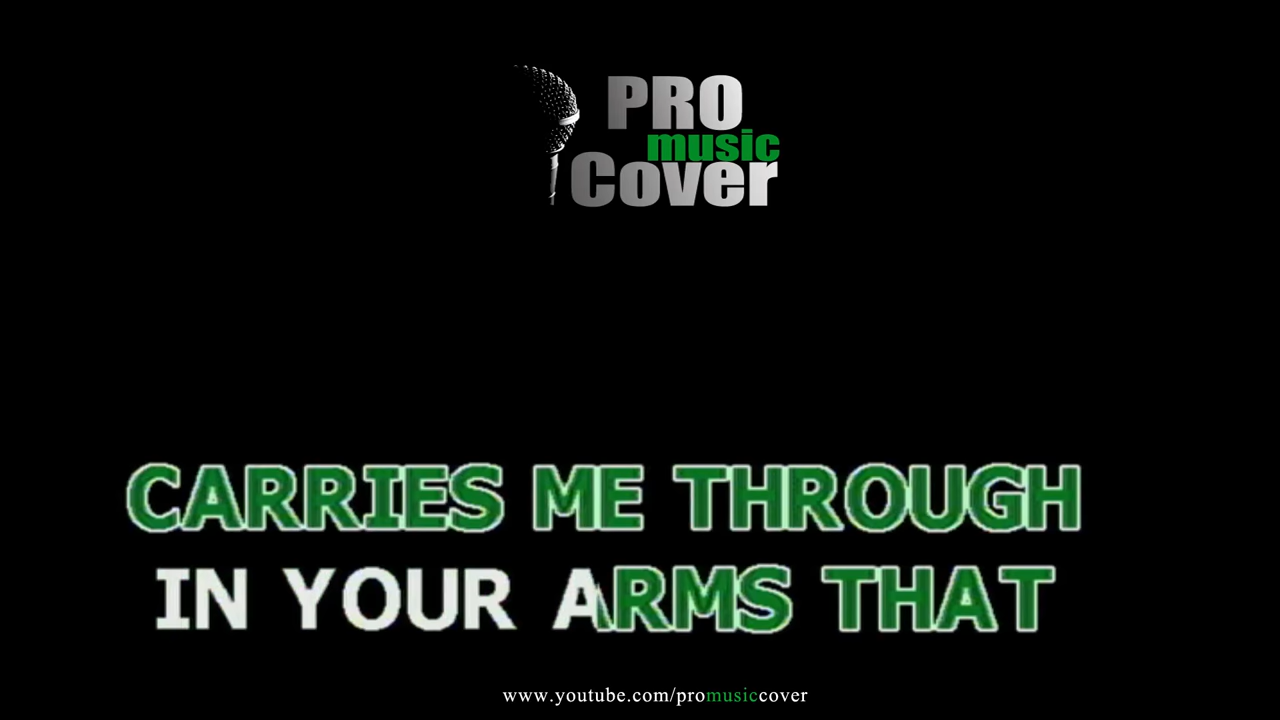 PRO
music
Cover
CARRIES ME THROUGH
IN YOUR ARMS THAT
www.youtube.com/promusiccover